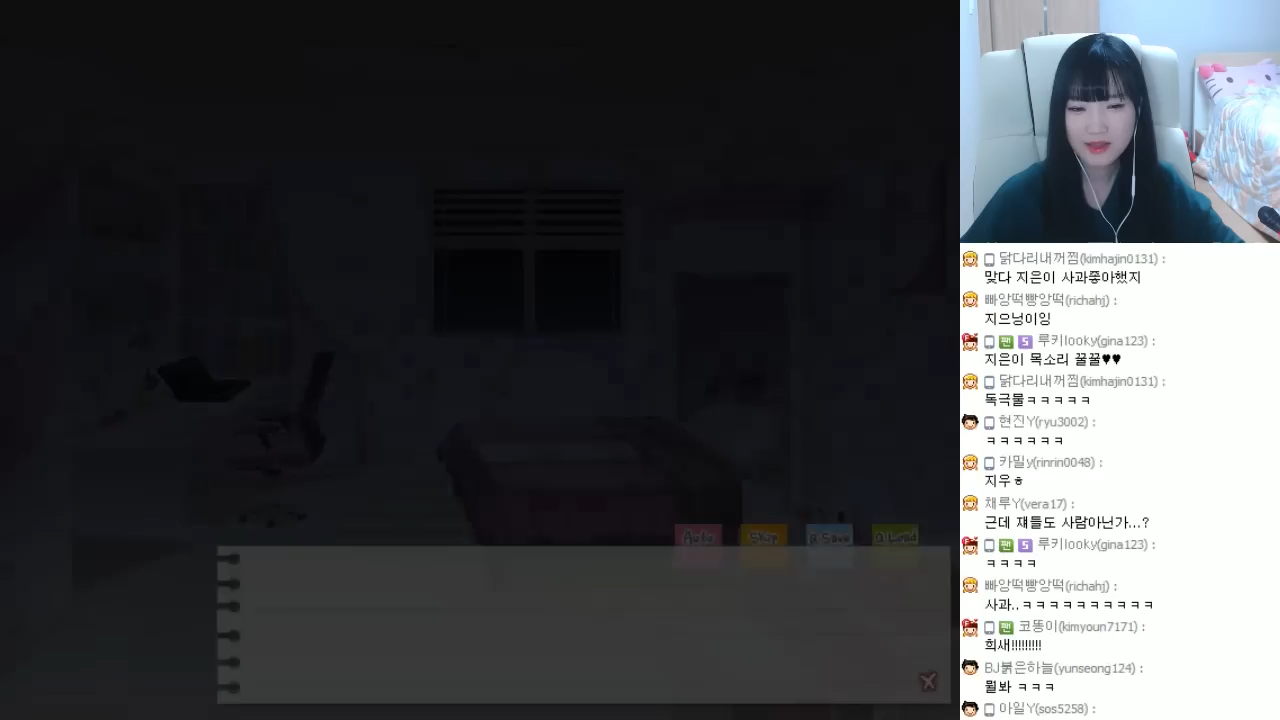 Auto
Skip
Q.Save
Q.Load
닭다리내꺼찜(kimhajin0131) :
맞다 지은이 사과좋아했지
빠앙떡빵앙떡(richahj) :
지으넝이잉
팬 S 루키looky(gina123) :
지은이 목소리 꿀꿀♥♥
닭다리내꺼찜(kimhajin0131) :
독극물ㅋㅋㅋㅋㅋ
현진Y(ryu3002) :
ㅋㅋㅋㅋㅋㅋ
카밀y(rinrin0048) :
지우ㅎ
채루Y(vera17) :
근데 쟤들도 사람아닌가...?
팬 S 루키looky(gina123) :
ㅋㅋㅋㅋ
빠앙떡빵앙떡(richahj) :
사과..ㅋㅋㅋㅋㅋㅋㅋㅋㅋㅋ
팬 코똥이(kimyoun7171) :
희새!!!!!!!!!
BJ붉은하늘(yunseong124) :
뭘봐 ㅋㅋㅋ
아일Y(sos5258) :